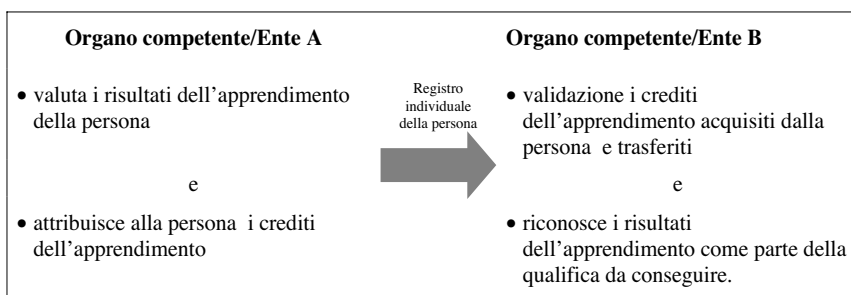 Organo competente/Ente A
• valuta i risultati dell’apprendimento
della persona
e
• attribuisce alla persona i crediti
dell’apprendimento
Registro
individuale
della persona
Organo competente/Ente B
• validazione i crediti
dell’apprendimento acquisiti dalla
persona e trasferiti
e
• riconosce i risultati
dell’apprendimento come parte della
qualifica da conseguire.